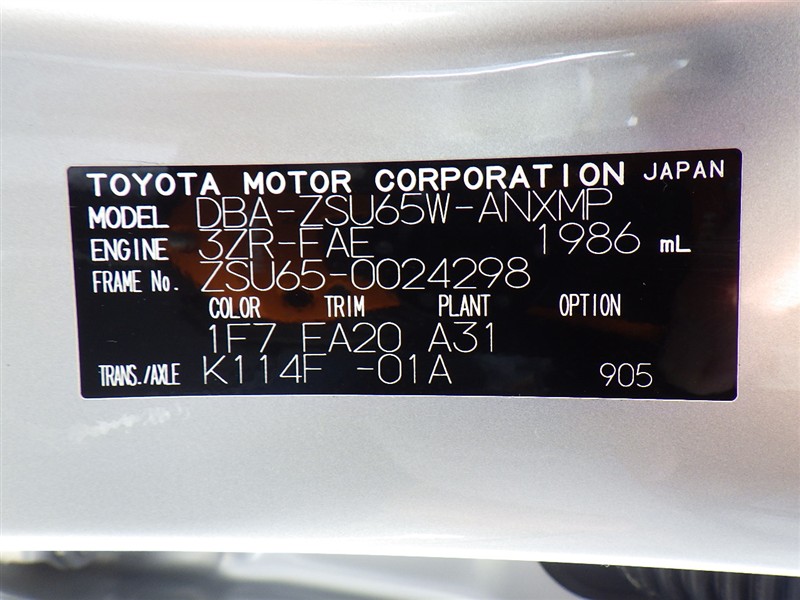 TOYOTA MOTOR CORPORATION JAPAN
MODEL DBA-ZSU65W-ANXMP
ENGINE 3ZR-FAE 1986 mL
FRAME No. ZSU65-0024298
COLOR TRIM PLANT OPTION
1F7 FA20 A31
TRANS./AXLE K114F -01A 905